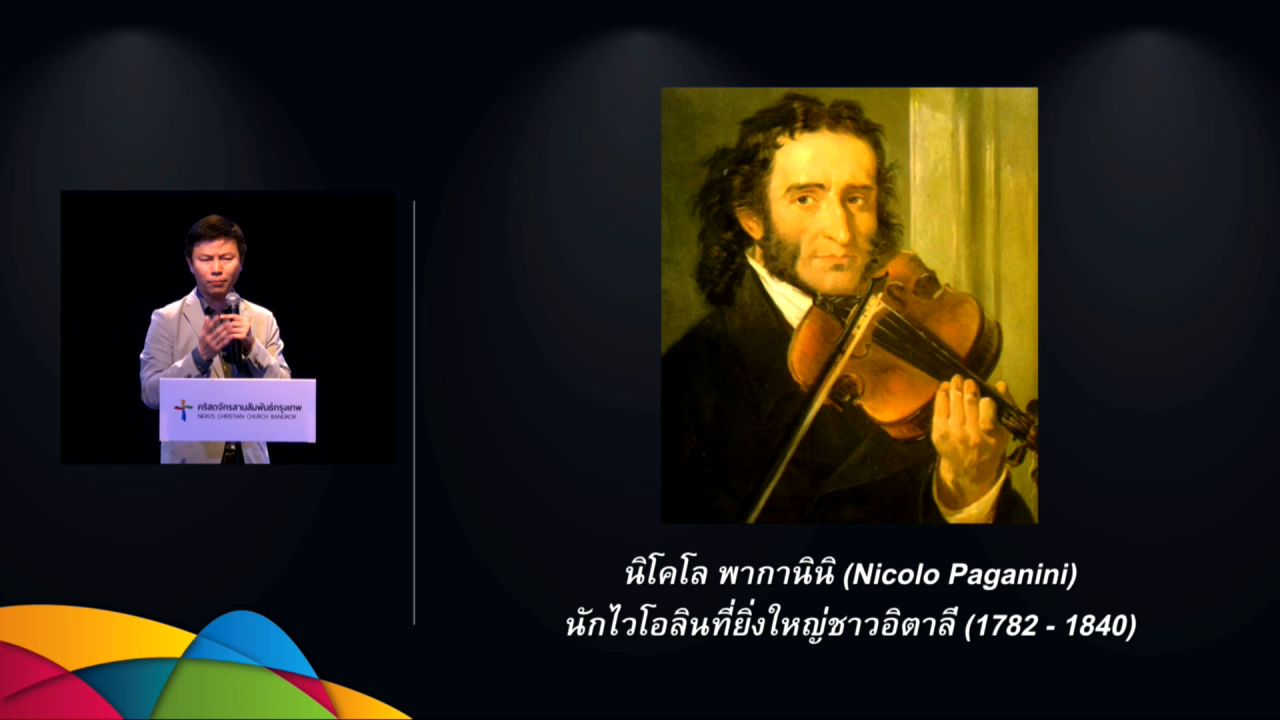 คริสตจักรสานสัมพันธ์กรุงเทพ
NEXUS CHRISTIAN CHURCH BANGKOK
นิโคโล พากานินิ (Nicolo Paganini)
นักไวโอลินที่ยิ่งใหญ่ชาวอิตาลี (1782 - 1840)